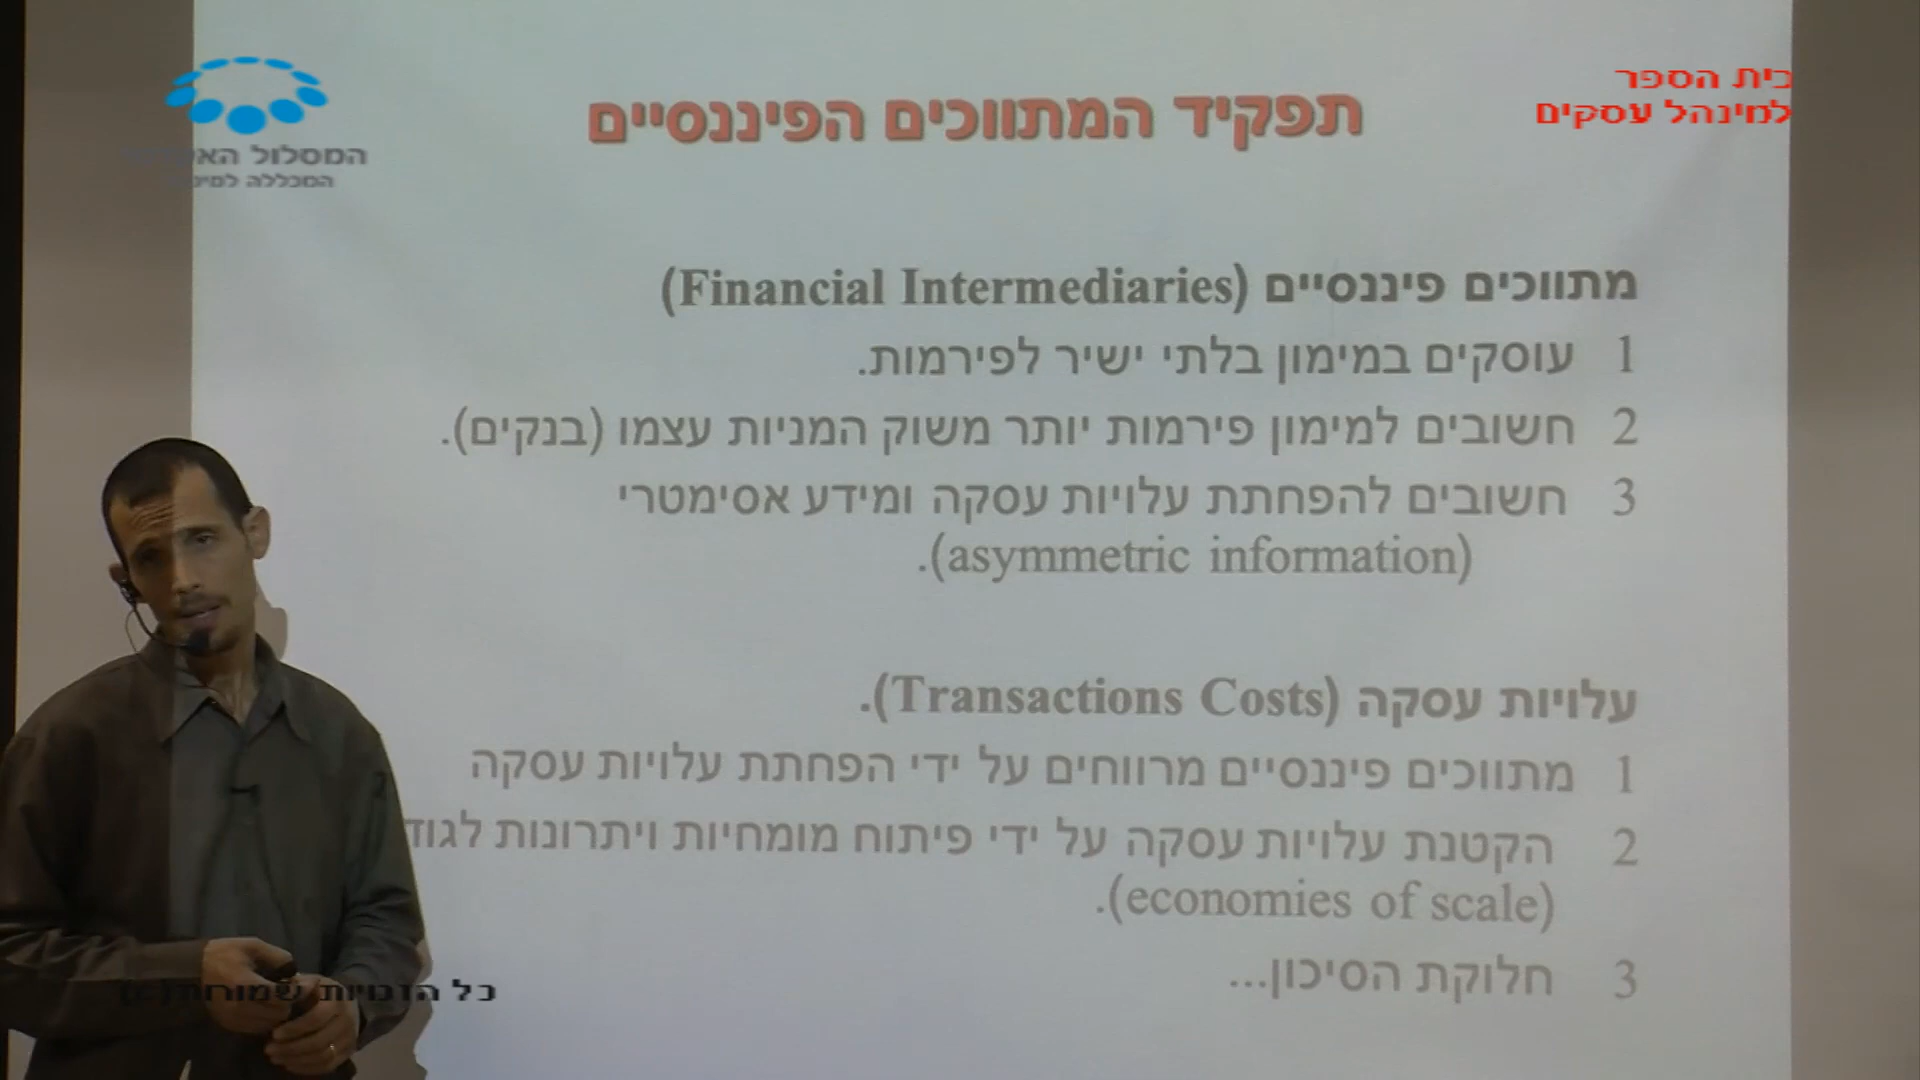 בית הספר
למינהל עסקים
המסלול
תפקיד המתווכים הפיננסיים
מתווכים פיננסיים (Financial Intermediaries)
1 עוסקים במימון בלתי ישיר לפירמות.
2 חשובים למימון פירמות יותר משוק המניות עצמו (בנקים).
3 חשובים להפחתת עלויות עסקה ומידע אסימטרי
(asymmetric information).
עלויות עסקה (Transactions Costs).
1 מתווכים פיננסיים מרווחים על ידי הפחתת עלויות עסקה
2 הקטנת עלויות עסקה על ידי פיתוח מומחיות ויתרונות
(economies of scale).
3 חלוקת הסיכון...
כל הזכויות שמורות (c)